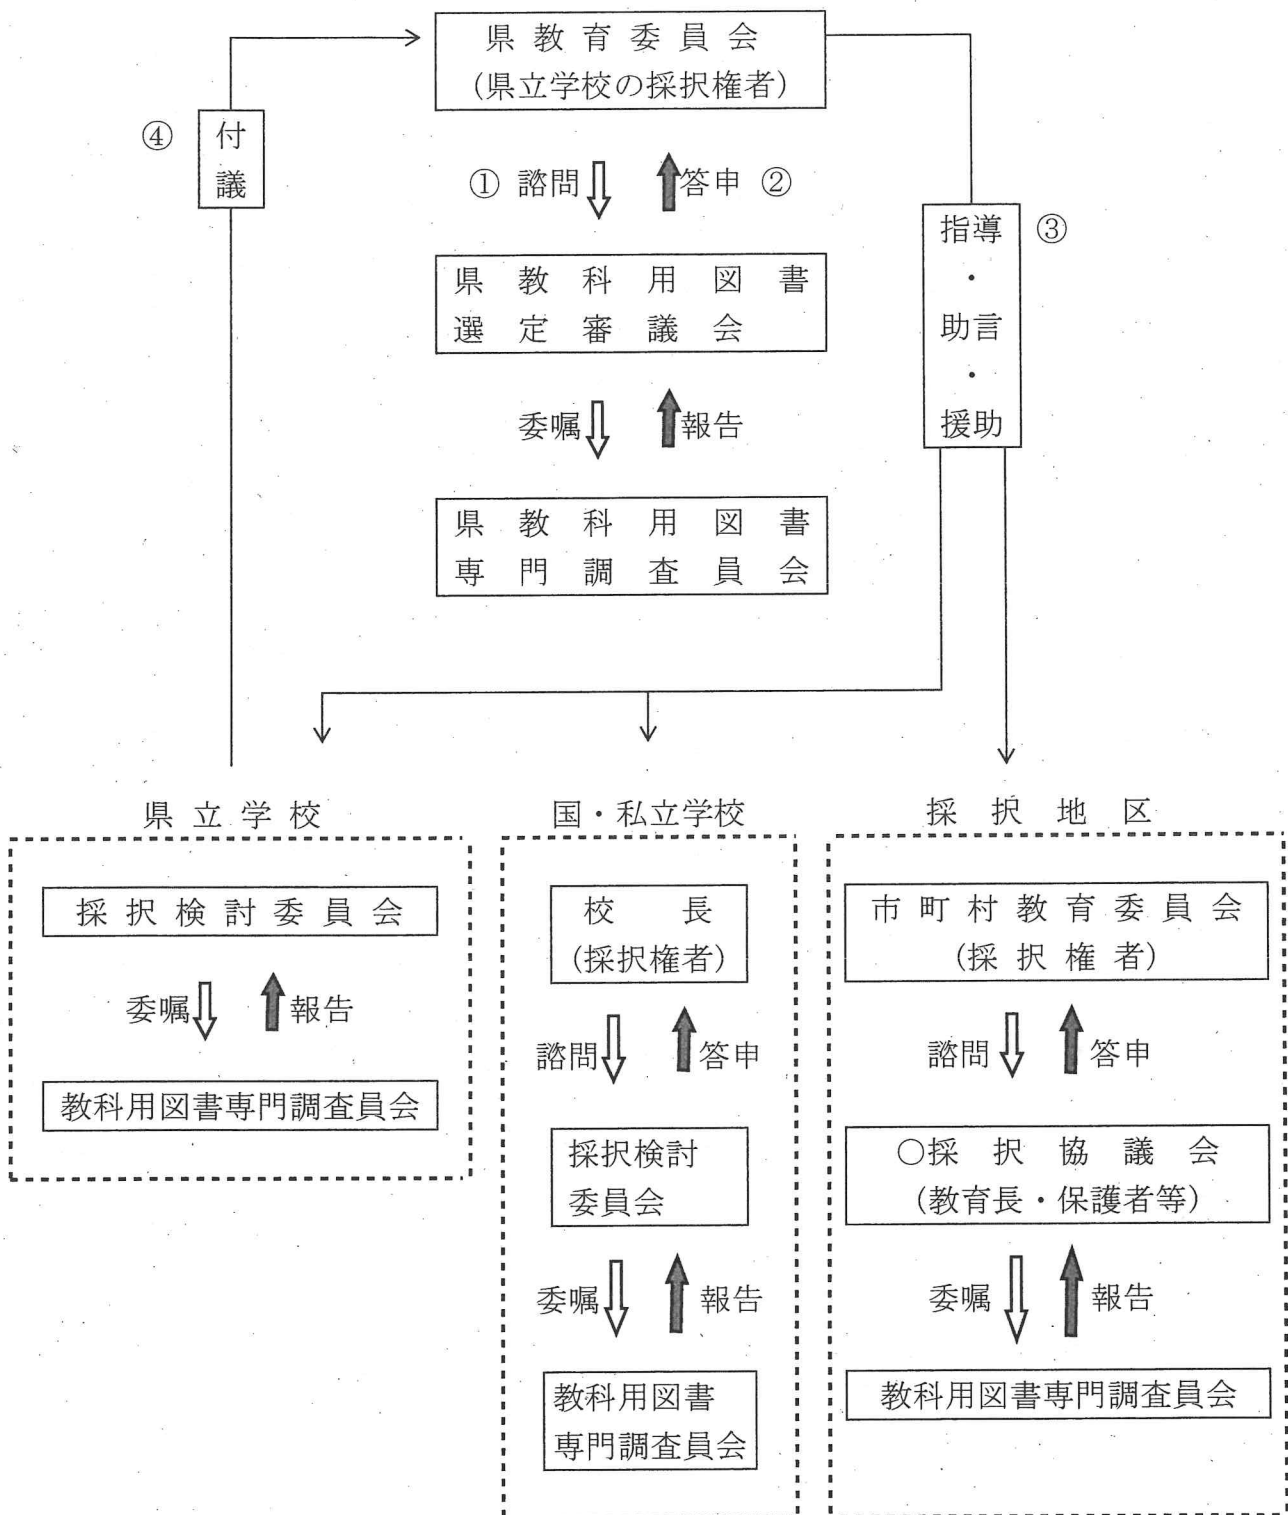 県教育委員会
(県立学校の採択権者)
④
付
議
① 諮問
答申 ②
指導
・
助言
・
援助
③
県教科用図書
選定審議会
委嘱
報告
県教科用図書
専門調査員会
県立学校
採択検討委員会
委嘱
報告
教科用図書専門調査員会
国・私立学校
校長
(採択権者)
諮問
答申
採択検討
委員会
委嘱
報告
教科用図書
専門調査員会
採択地区
市町村教育委員会
(採択権者)
諮問
答申
○採択協議会
(教育長・保護者等)
委嘱
報告
教科用図書専門調査員会